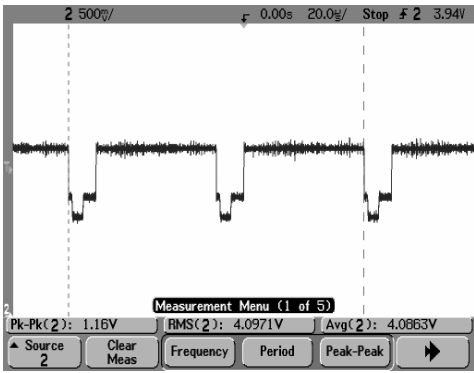 2 500mV/ 0.00s 20.0µs/ Stop 2 3.94V
T
2
Measurement Menu (1 of 5)
Pk-Pk(2): 1.16V RMS(2): 4.0971V Avg(2): 4.0863V
Source 2 Clear Meas Frequency Period Peak-Peak